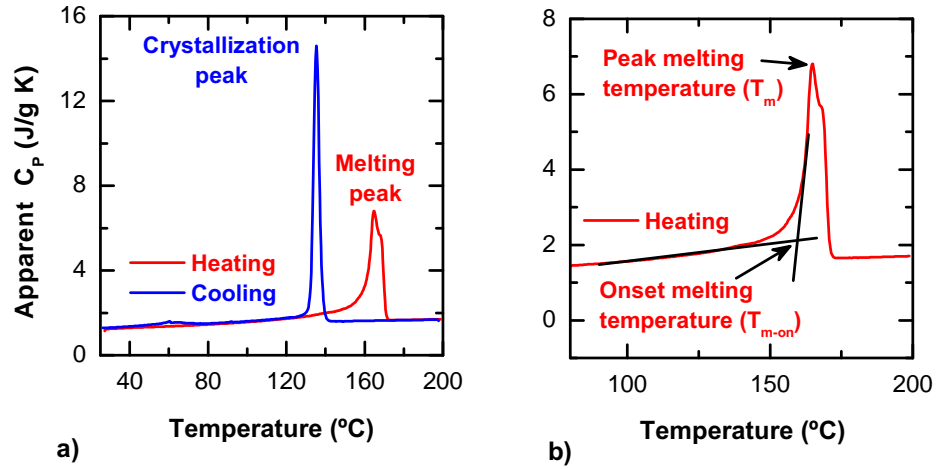 Apparent C_P (J/g K)
16
12
8
4
0
40
80
120
160
200
Crystallization
peak
Melting
peak
Heating
Cooling
Temperature (ºC)
a)
8
6
4
2
0
100
150
200
Peak melting
temperature (T_m)
Heating
Onset melting
temperature (T_m-on)
Temperature (ºC)
b)